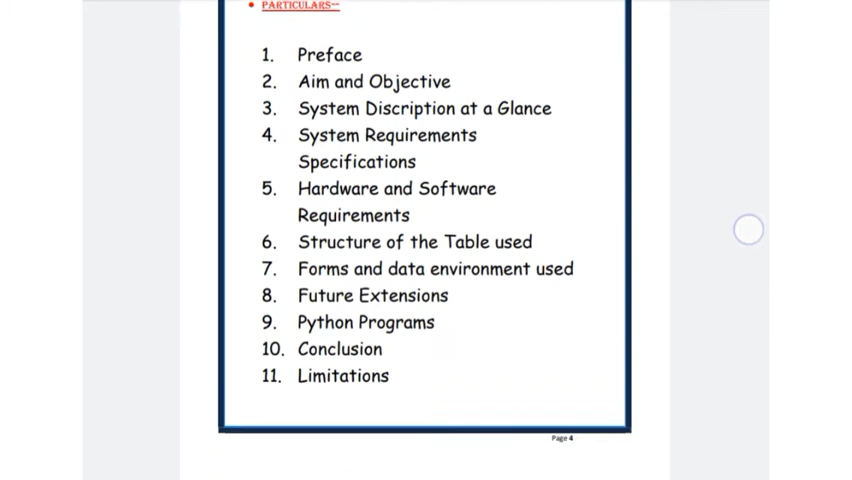 • PARTICULARS~~
1. Preface
2. Aim and Objective
3. System Discription at a Glance
4. System Requirements
Specifications
5. Hardware and Software
Requirements
6. Structure of the Table used
7. Forms and data environment used
8. Future Extensions
9. Python Programs
10. Conclusion
11. Limitations
Page 4